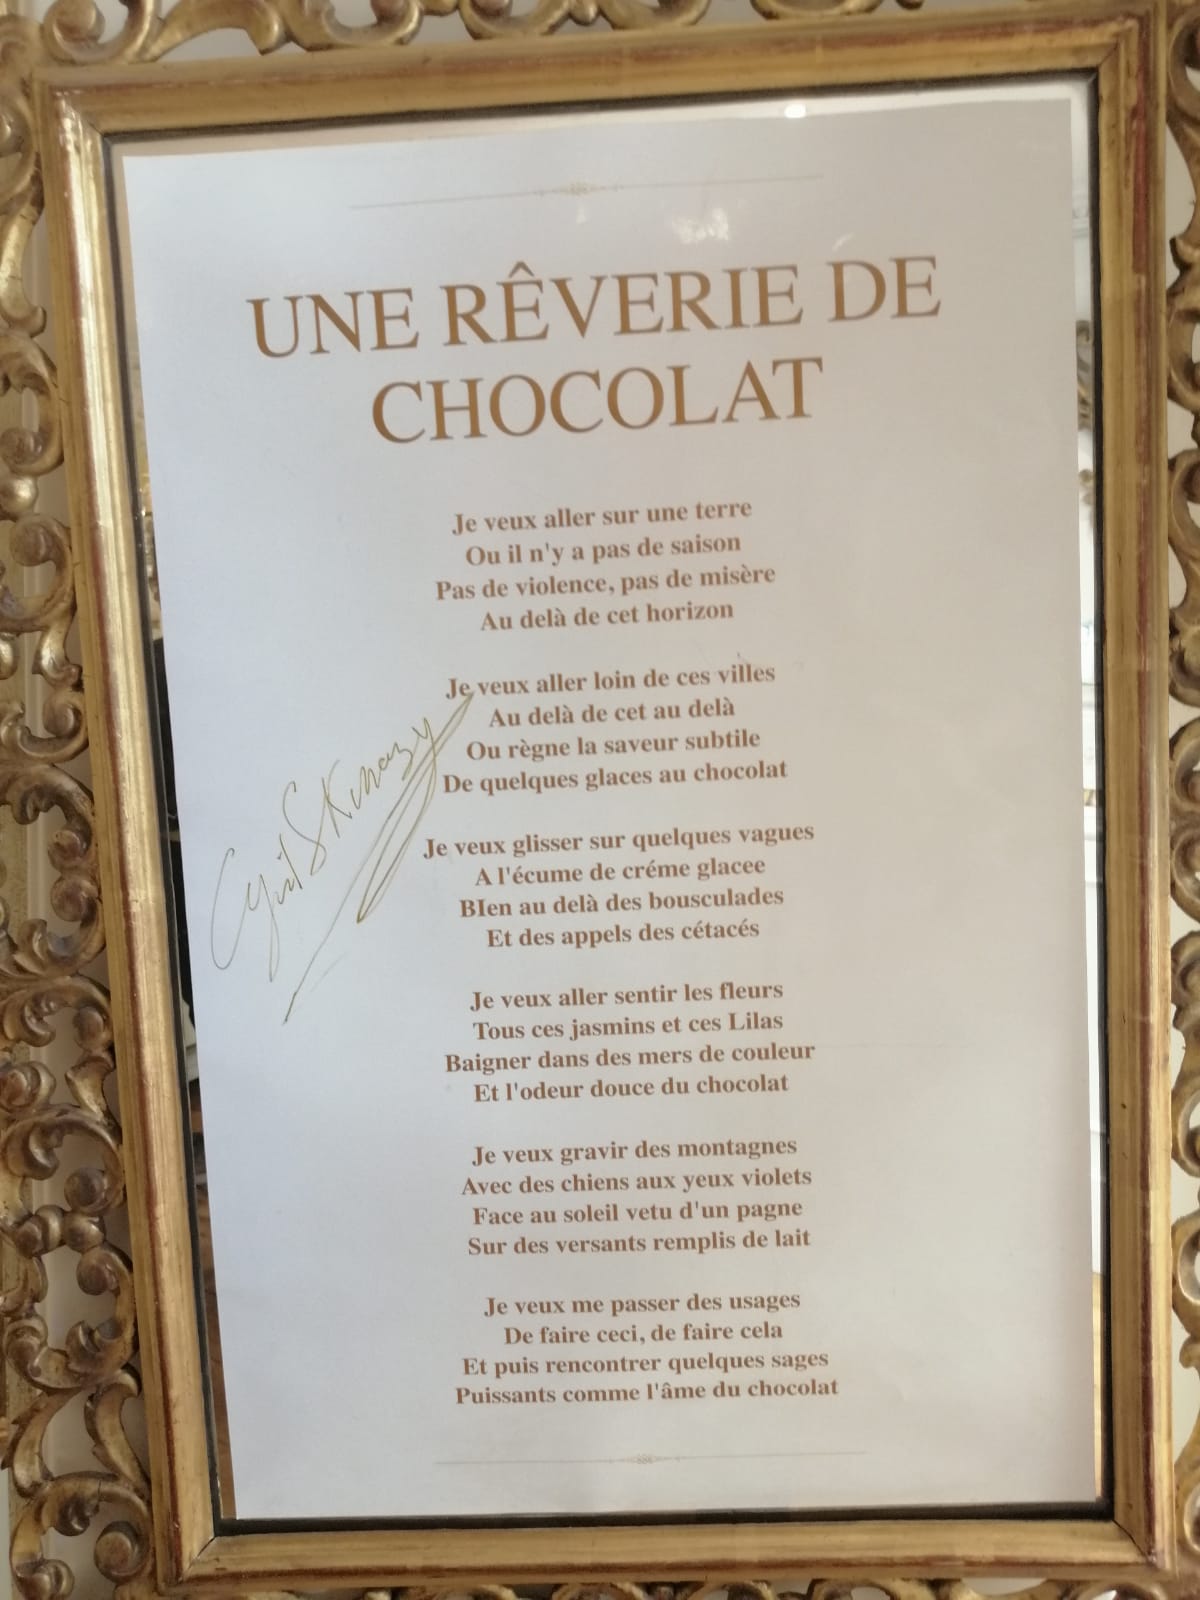 UNE RÊVERIE DE
CHOCOLAT
Je veux aller sur une terre
Ou il n'y a pas de saison
Pas de violence, pas de misère
Au delà de cet horizon
Je veux aller loin de ces villes
Au delà de cet au delà
Ou règne la saveur subtile
De quelques glaces au chocolat
Je veux glisser sur quelques vagues
A l'écume de créme glacee
BIen au delà des bousculades
Et des appels des cétacés
Je veux aller sentir les fleurs
Tous ces jasmins et ces Lilas
Baigner dans des mers de couleur
Et l'odeur douce du chocolat
Je veux gravir des montagnes
Avec des chiens aux yeux violets
Face au soleil vetu d'un pagne
Sur des versants remplis de lait
Je veux me passer des usages
De faire ceci, de faire cela
Et puis rencontrer quelques sages
Puissants comme l'âme du chocolat